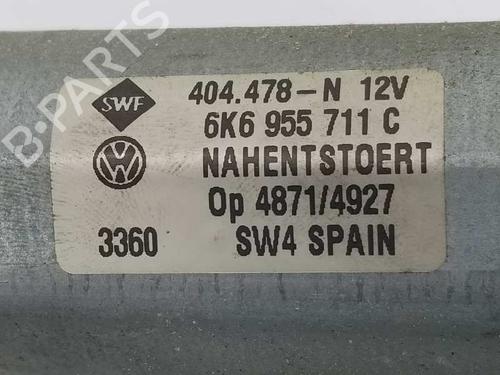 SWF 404.478-N 12V
6K6 955 711 C
NAHENTSTOERT
Op 4871/4927
3360 SW4 SPAIN
B-PARTS